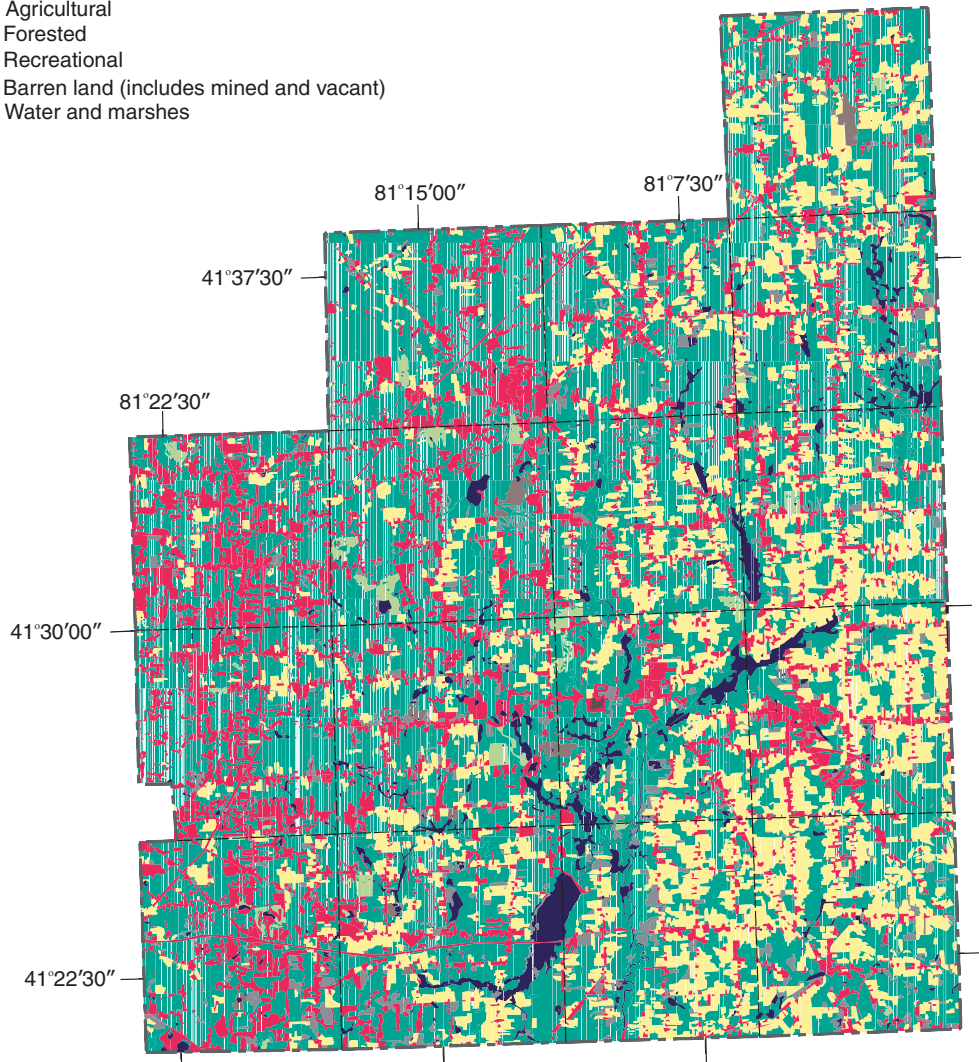 Agricultural
Forested
Recreational
Barren land (includes mined and vacant)
Water and marshes
81°15′00″
81°7′30″
41°37′30″
81°22′30″
41°30′00″
41°22′30″